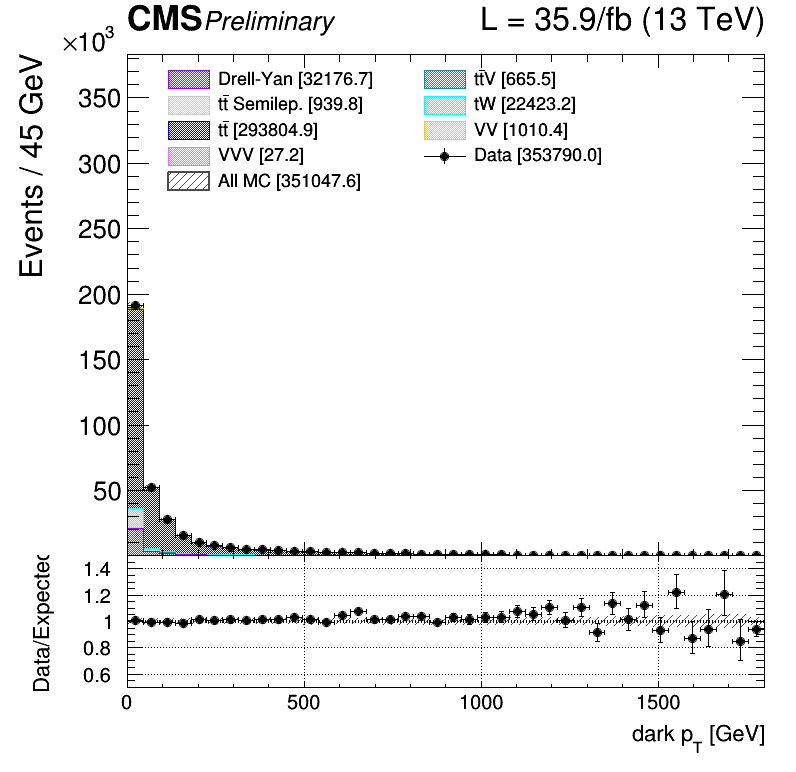 CMS Preliminary L = 35.9/fb (13 TeV)
×10³
Events / 45 GeV
350
300
250
200
150
100
50
Drell-Yan [32176.7]
tt̄ Semilep. [939.8]
tt̄ [293804.9]
VVV [27.2]
All MC [351047.6]
tt̄V [665.5]
tW [22423.2]
VV [1010.4]
Data [353790.0]
Data/Expected
1.4
1.2
1
0.8
0.6
0 500 1000 1500
dark p_T [GeV]